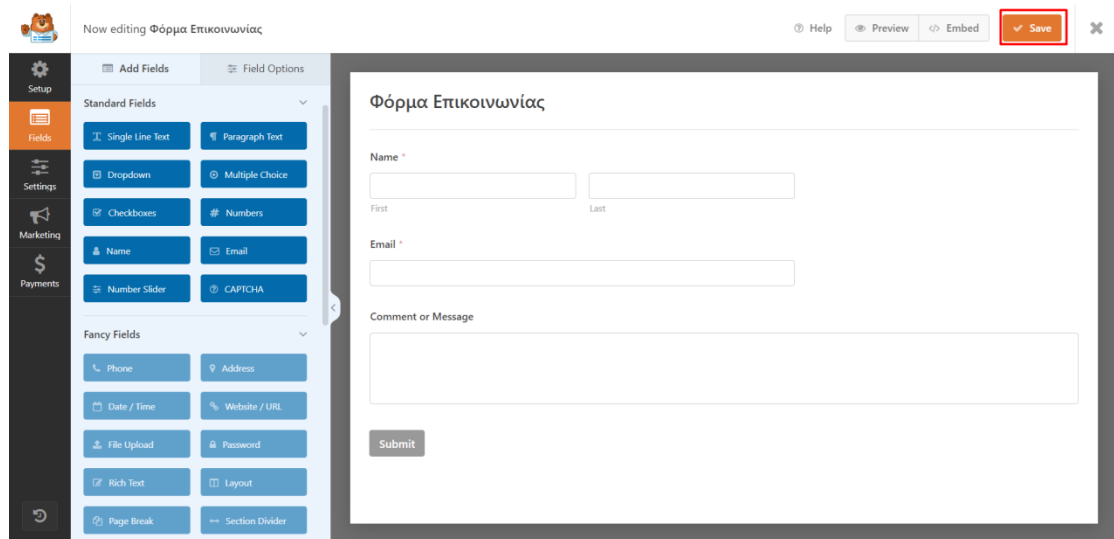 Now editing Φόρμα Επικοινωνίας
Help
Preview
Embed
Save
Setup
Fields
Settings
Marketing
Payments
Add Fields
Field Options
Standard Fields
Single Line Text
Paragraph Text
Dropdown
Multiple Choice
Checkboxes
Numbers
Name
Email
Number Slider
CAPTCHA
Fancy Fields
Phone
Address
Date / Time
Website / URL
File Upload
Password
Rich Text
Layout
Page Break
Section Divider
Φόρμα Επικοινωνίας
Name *
First
Last
Email *
Comment or Message
Submit